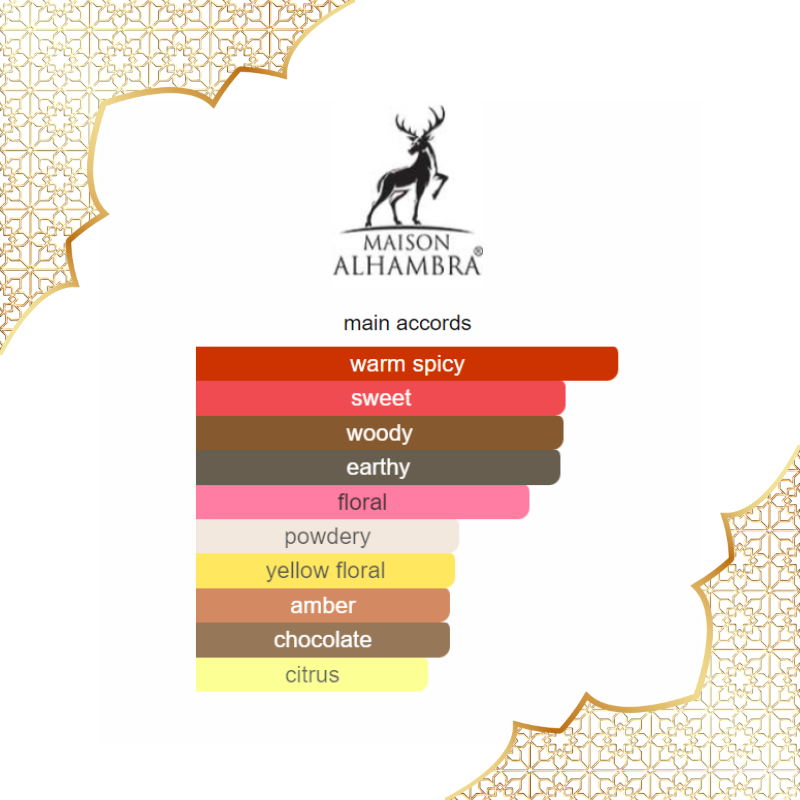 MAISON
ALHAMBRA®
main accords
warm spicy
sweet
woody
earthy
floral
powdery
yellow floral
amber
chocolate
citrus